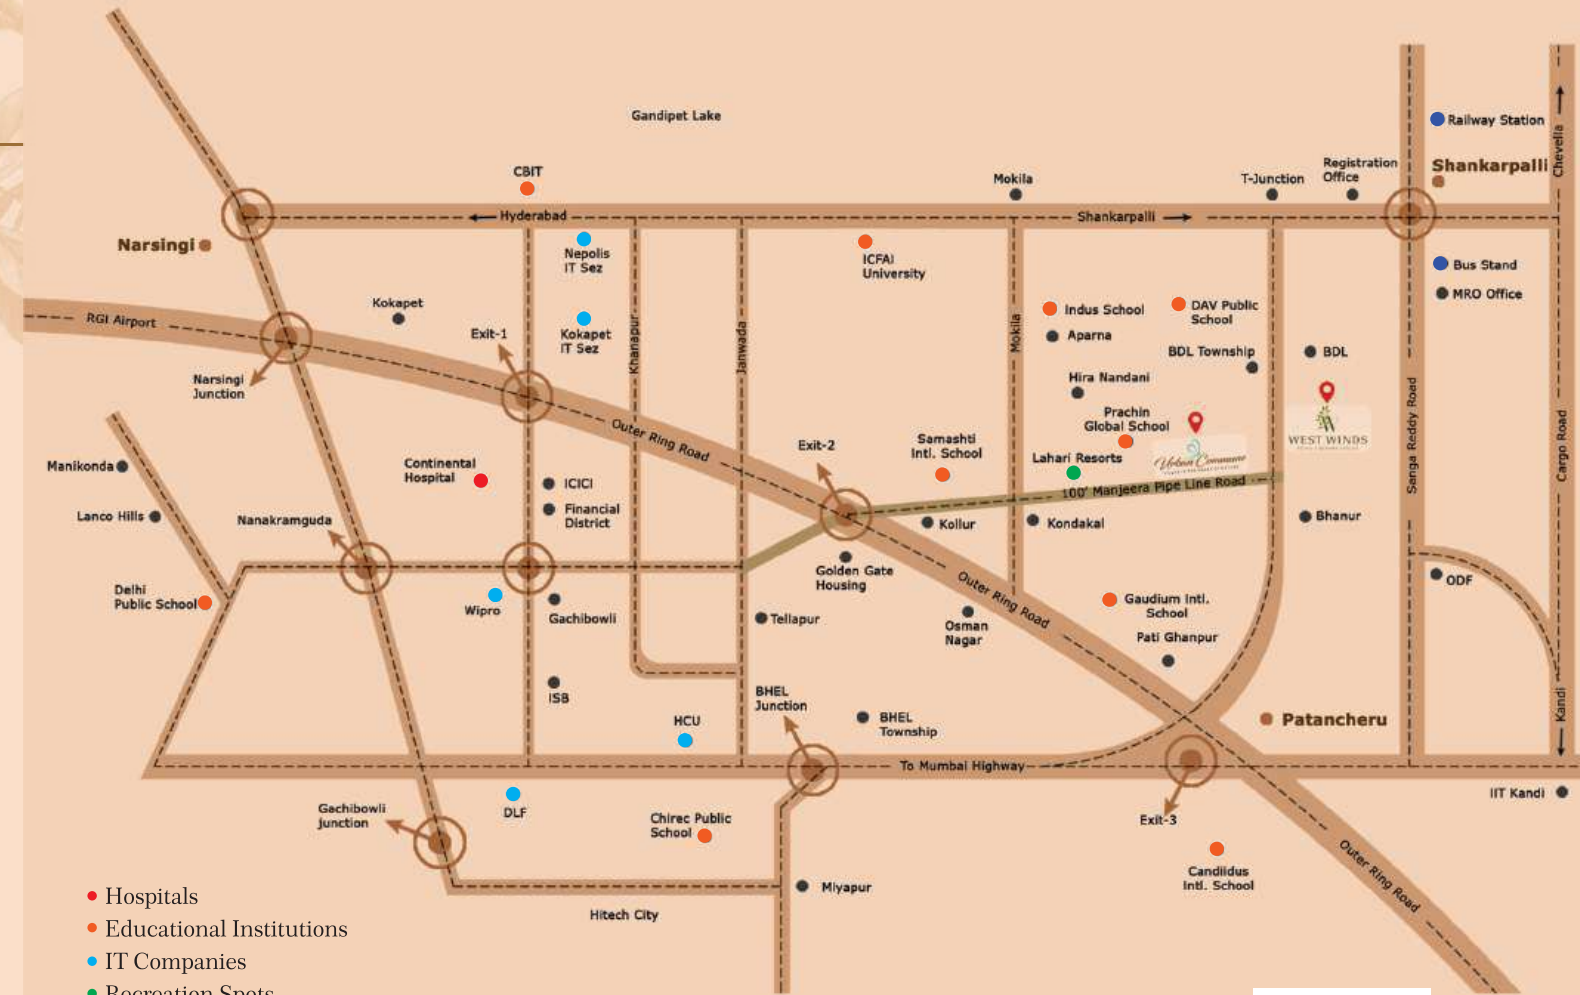 Gandipet Lake
CBIT
Mokila
T-Junction
Registration
Office
Railway Station
Shankarpalli
Chevella
Hyderabad
Shankarpalli
Narsingi
Nepolis
IT Sez
ICFAI
University
Bus Stand
MRO Office
RGI Airport
Kokapet
Exit-1
Kokapet
IT Sez
Khanapur
Janwada
Mokila
Indus School
DAV Public
School
Aparna
BDL Township
BDL
Narsingi
Junction
Hira Nandani
Prachin
Global School
Sanga Reddy Road
Cargo Road
WEST WINDS
Urban Commune
Outer Ring Road
Exit-2
Samashti
Intl. School
Lahari Resorts
100' Manjeera Pipe Line Road
Manikonda
Continental
Hospital
ICICI
Financial
District
Lanco Hills
Nanakramguda
Kollur
Kondakal
Bhanur
Golden Gate
Housing
Outer Ring Road
ODF
Delhi
Public School
Wipro
Gachibowli
Tellapur
Osman
Nagar
Gaudium Intl.
School
Pati Ghanpur
ISB
BHEL
Junction
HCU
BHEL
Township
Patancheru
Kandi
To Mumbai Highway
IIT Kandi
Gachibowli
junction
DLF
Chirec Public
School
Exit-3
Candiidus
Intl. School
Outer Ring Road
Miyapur
Hitech City
Hospitals
Educational Institutions
IT Companies
Recreation Spots